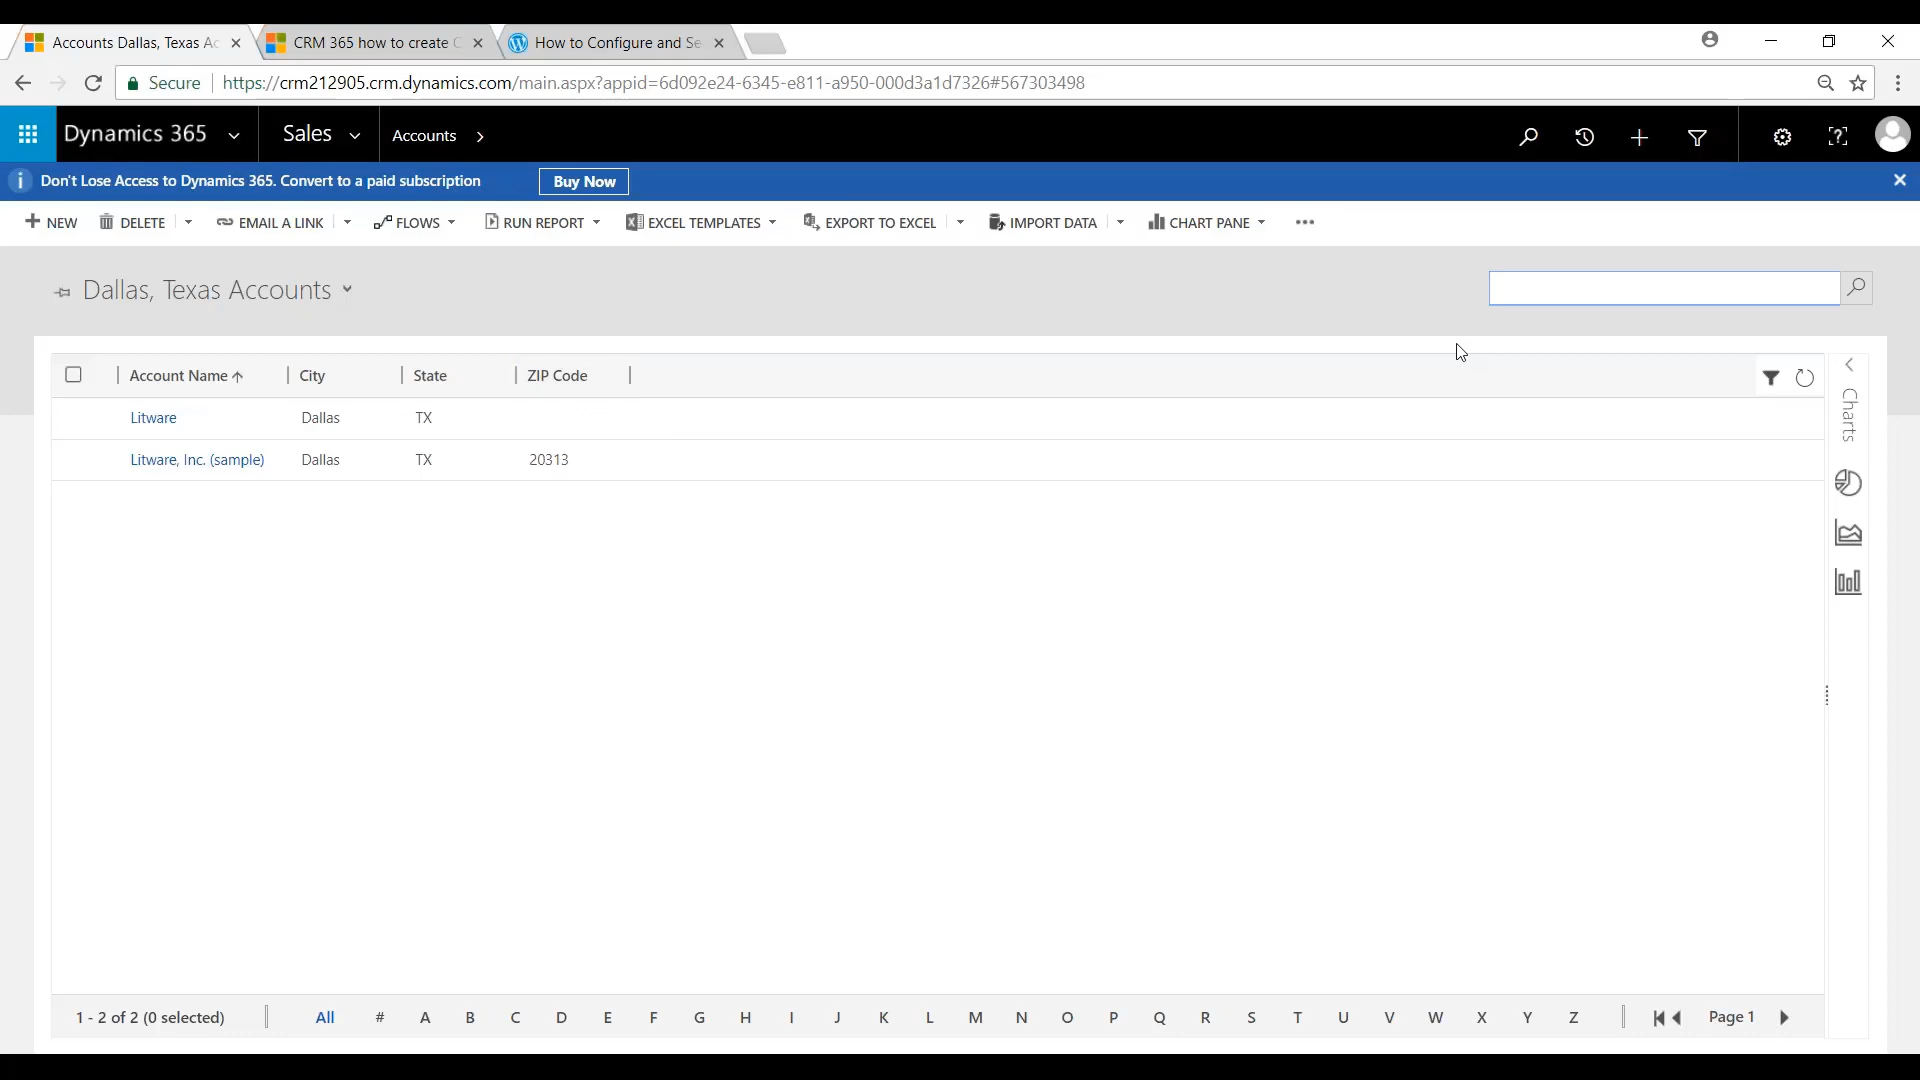 Accounts Dallas, Texas Ac
CRM 365 how to create C
How to Configure and Se
Secure
https://crm212905.crm.dynamics.com/main.aspx?appid=6d092e24-6345-e811-a950-000d3a1d7326#567303498
Dynamics 365
Sales
Accounts
Don't Lose Access to Dynamics 365. Convert to a paid subscription
Buy Now
NEW
DELETE
EMAIL A LINK
FLOWS
RUN REPORT
EXCEL TEMPLATES
EXPORT TO EXCEL
IMPORT DATA
CHART PANE
Dallas, Texas Accounts
Account Name City State ZIP Code
Litware Dallas TX
Litware, Inc. (sample) Dallas TX 20313
Charts
1 - 2 of 2 (0 selected)
All # A B C D E F G H I J K L M N O P Q R S T U V W X Y Z
Page 1